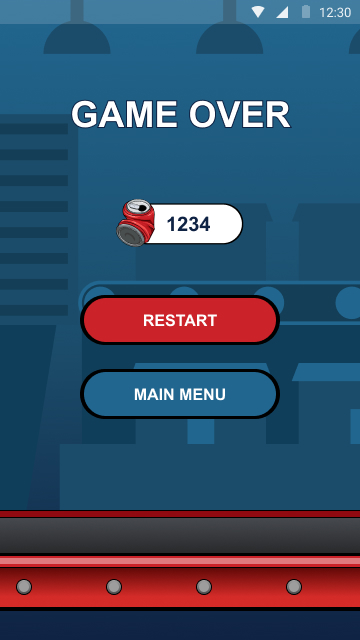 12:30
GAME OVER
1234
RESTART
MAIN MENU